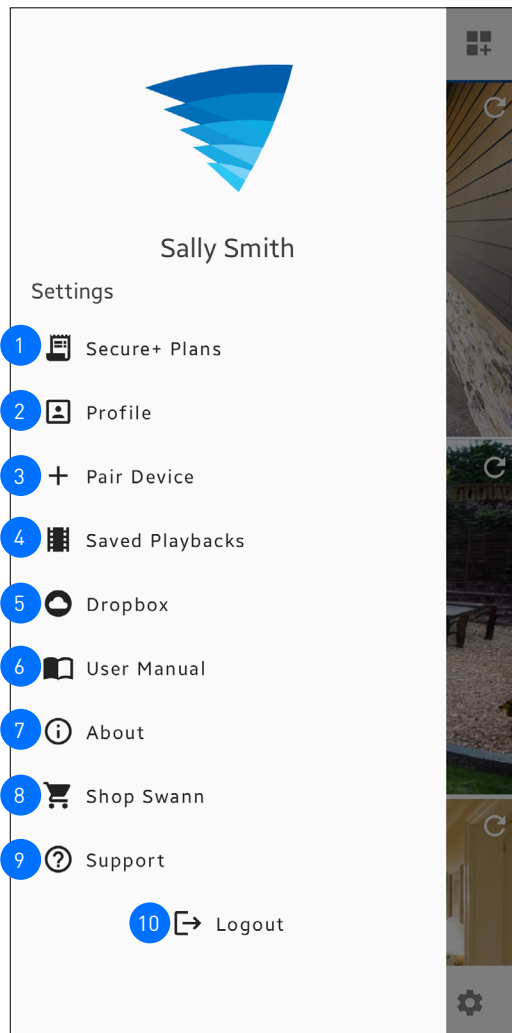 Sally Smith
Settings
1 Secure+ Plans
2 Profile
3 Pair Device
4 Saved Playbacks
5 Dropbox
6 User Manual
7 About
8 Shop Swann
9 Support
10 Logout